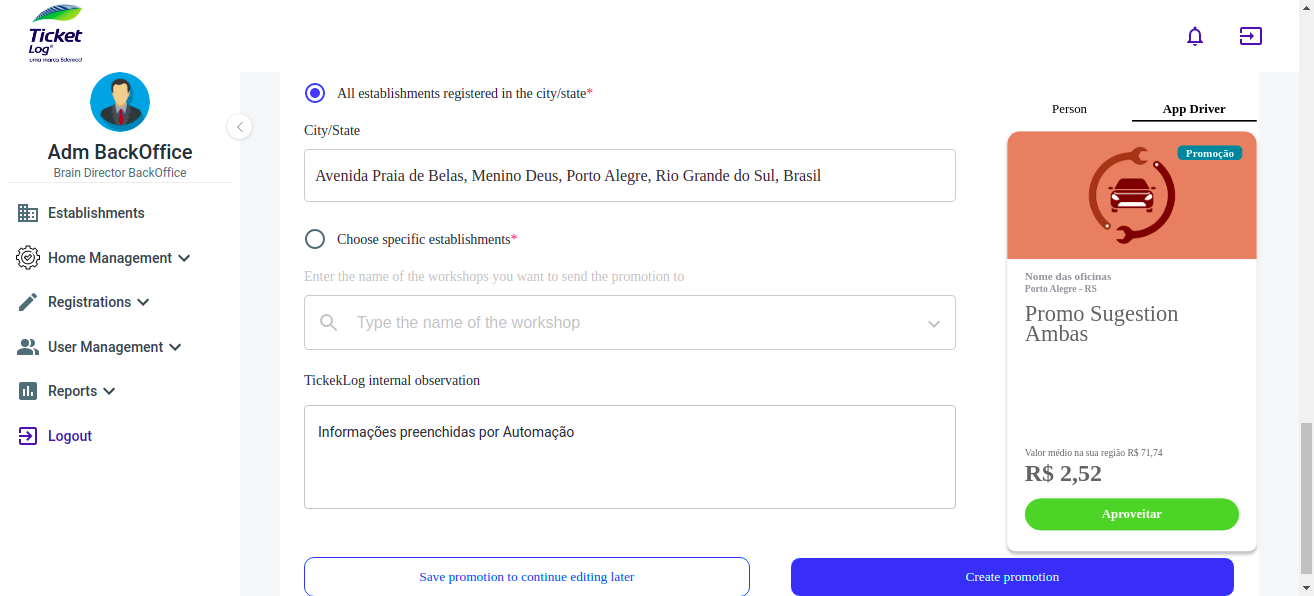 Ticket
Log®
uma marca Edenred
Adm BackOffice
Brain Director BackOffice
Establishments
Home Management
Registrations
User Management
Reports
Logout
All establishments registered in the city/state*
City/State
Avenida Praia de Belas, Menino Deus, Porto Alegre, Rio Grande do Sul, Brasil
Choose specific establishments*
Enter the name of the workshops you want to send the promotion to
Type the name of the workshop
TickekLog internal observation
Informações preenchidas por Automação
Save promotion to continue editing later
Create promotion
Person
App Driver
Promoção
Nome das oficinas
Porto Alegre - RS
Promo Sugestion
Ambas
Valor médio na sua região R$ 71,74
R$ 2,52
Aproveitar